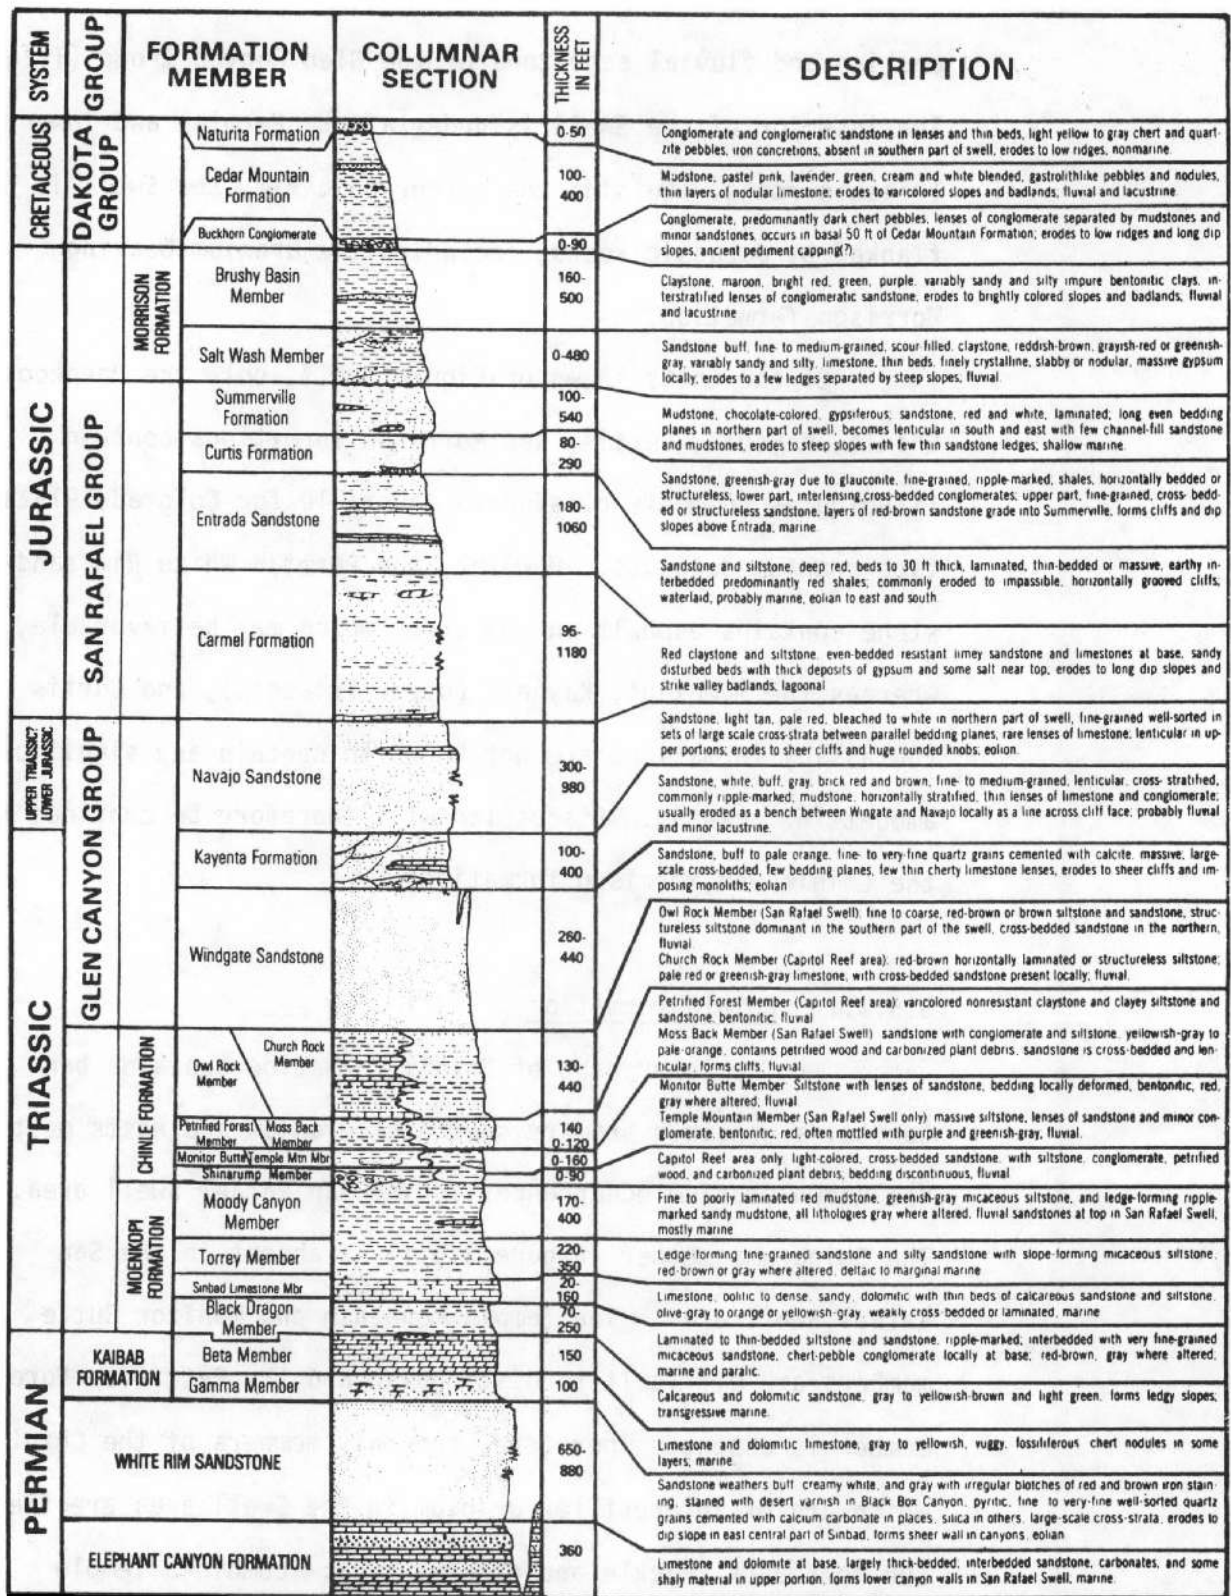 SYSTEM
GROUP
FORMATION
MEMBER
COLUMNAR
SECTION
THICKNESS
IN FEET
DESCRIPTION
CRETACEOUS
DAKOTA
GROUP
Naturita Formation
0-50
Conglomerate and conglomeratic sandstone in lenses and thin beds, light yellow to gray chert and quart-
zite pebbles, iron concretions, absent in southern part of swell, erodes to low ridges, nonmarine.
Cedar Mountain
Formation
100-
400
Mudstone, pastel pink, lavender, green, cream and white blended, gastrolithlike pebbles and nodules,
thin layers of nodular limestone; erodes to varicolored slopes and badlands, fluvial and lacustrine.
Buckhorn Conglomerate
0-90
Conglomerate, predominantly dark chert pebbles, lenses of conglomerate separated by mudstones and
minor sandstones, occurs in basal 50 ft of Cedar Mountain Formation; erodes to low ridges and long dip
slopes, ancient pediment capping(?).
JURASSIC
MORRISON
FORMATION
Brushy Basin
Member
160-
500
Claystone, maroon, bright red, green, purple, variably sandy and silty impure bentonitic clays, in-
terstratified lenses of conglomeratic sandstone, erodes to brightly colored slopes and badlands, fluvial
and lacustrine
Salt Wash Member
0-480
Sandstone buff, fine- to medium-grained, scour-filled, claystone, reddish-brown, grayish-red or greenish-
gray, variably sandy and silty, limestone, thin beds, finely crystalline, slabby or nodular, massive gypsum
locally, erodes to a few ledges separated by steep slopes, fluvial.
SAN RAFAEL GROUP
Summerville
Formation
100-
540
Mudstone, chocolate-colored, gypsiferous; sandstone, red and white, laminated; long even bedding
planes in northern part of swell, becomes lenticular in south and east with few channel-fill sandstone
and mudstones, erodes to steep slopes with few thin sandstone ledges; shallow marine.
Curtis Formation
80-
290
Sandstone, greenish-gray due to glauconite, fine-grained, ripple-marked, shales, horizontally bedded or
structureless; lower part, interlensing,cross-bedded conglomerates; upper part, fine-grained, cross- bedd-
ed or structureless sandstone, layers of red-brown sandstone grade into Summerville, forms cliffs and dip
slopes above Entrada, marine.
Entrada Sandstone
180-
1060
Sandstone and siltstone, deep red, beds to 30 ft thick, laminated, thin-bedded or massive, earthy in-
terbedded predominantly red shales; commonly eroded to impassible, horizontally grooved cliffs;
waterlaid, probably marine, eolian to east and south.
Carmel Formation
95-
1180
Red claystone and siltstone, even-bedded resistant limey sandstone and limestones at base, sandy
disturbed beds with thick deposits of gypsum and some salt near top, erodes to long dip slopes and
strike valley badlands, lagoonal
UPPER TRIASSIC?
LOWER JURASSIC
GLEN CANYON GROUP
Navajo Sandstone
300-
980
Sandstone, light tan, pale red, bleached to white in northern part of swell, fine-grained well-sorted in
sets of large scale cross-strata between parallel bedding planes, rare lenses of limestone; lenticular in up-
per portions; erodes to sheer cliffs and huge rounded knobs; eolion.
Kayenta Formation
100-
400
Sandstone, white, buff, gray, brick red and brown, fine- to medium-grained, lenticular, cross- stratified,
commonly ripple-marked; mudstone, horizontally stratified, thin lenses of limestone and conglomerate;
usually eroded as a bench between Wingate and Navajo locally as a line across cliff face; probably fluvial
and minor lacustrine.
TRIASSIC
Windgate Sandstone
260-
440
Sandstone, buff to pale orange, fine- to very-fine quartz grains cemented with calcite, massive, large-
scale cross-bedded, few bedding planes, few thin cherty limestone lenses, erodes to sheer cliffs and im-
posing monoliths; eolian
CHINLE FORMATION
Owl Rock
Member
Church Rock
Member
130-
440
Owl Rock Member (San Rafael Swell): fine to coarse, red-brown or brown siltstone and sandstone, struc-
tureless siltstone dominant in the southern part of the swell, cross-bedded sandstone in the northern,
fluvial
Church Rock Member (Capitol Reef area): red-brown horizontally laminated or structureless siltstone;
pale red or greenish-gray limestone, with cross-bedded sandstone present locally; fluvial.
Petrified Forest
Member
Moss Back
Member
140
0-120
Petrified Forest Member (Capitol Reef area): varicolored nonresistant claystone and clayey siltstone and
sandstone, bentonitic, fluvial
Moss Back Member (San Rafael Swell) sandstone with conglomerate and siltstone, yellowish-gray to
pale-orange, contains petrified wood and carbonized plant debris, sandstone is cross-bedded and len-
ticular, forms cliffs, fluvial.
Monitor Butte
Temple Mtn Mbr
0-160
Monitor Butte Member Siltstone with lenses of sandstone, bedding locally deformed, bentonitic, red,
gray where altered, fluvial
Temple Mountain Member (San Rafael Swell only) massive siltstone, lenses of sandstone and minor con-
glomerate, bentonitic, red, often mottled with purple and greenish-gray, fluvial.
Shinarump Member
0-90
Capitol Reef area only light-colored, cross-bedded sandstone, with siltstone, conglomerate, petrified
wood, and carbonized plant debris; bedding discontinuous, fluvial
MOENKOPI
FORMATION
Moody Canyon
Member
170-
400
Fine to poorly laminated red mudstone, greenish-gray micaceous siltstone, and ledge-forming ripple-
marked sandy mudstone, all lithologies gray where altered, fluvial sandstones at top in San Rafael Swell,
mostly marine
Torrey Member
220-
350
Ledge-forming fine-grained sandstone and silty sandstone with slope-forming micaceous siltstone,
red-brown or gray where altered, deltaic to marginal marine
Sinbad Limestone Mbr
20-
160
Limestone, oolitic to dense, sandy, dolomitic with thin beds of calcareous sandstone and siltstone,
olive-gray to orange or yellowish-gray, weakly cross-bedded or laminated, marine
Black Dragon
Member
70-
250
Laminated to thin-bedded siltstone and sandstone, ripple-marked, interbedded with very fine-grained
micaceous sandstone, chert-pebble conglomerate locally at base; red-brown, gray where altered;
marine and paralic.
PERMIAN
KAIBAB
FORMATION
Beta Member
150
Calcareous and dolomitic sandstone, gray to yellowish-brown and light green, forms ledgy slopes;
transgressive marine.
Gamma Member
100
Limestone and dolomitic limestone, gray to yellowish, vuggy, fossiliferous chert nodules in some
layers; marine.
WHITE RIM SANDSTONE
650-
880
Sandstone weathers buff creamy white, and gray with irregular blotches of red and brown iron stain-
ing, stained with desert varnish in Black Box Canyon, pyritic, fine to very-fine well-sorted quartz
grains cemented with calcium carbonate in places, silica in others, large-scale cross-strata, erodes to
dip slope in east central part of Sinbad, forms sheer wall in canyons, eolian
ELEPHANT CANYON FORMATION
360
Limestone and dolomite at base, largely thick-bedded, interbedded sandstone, carbonates, and some
shaly material in upper portion, forms lower canyon walls in San Rafael Swell, marine